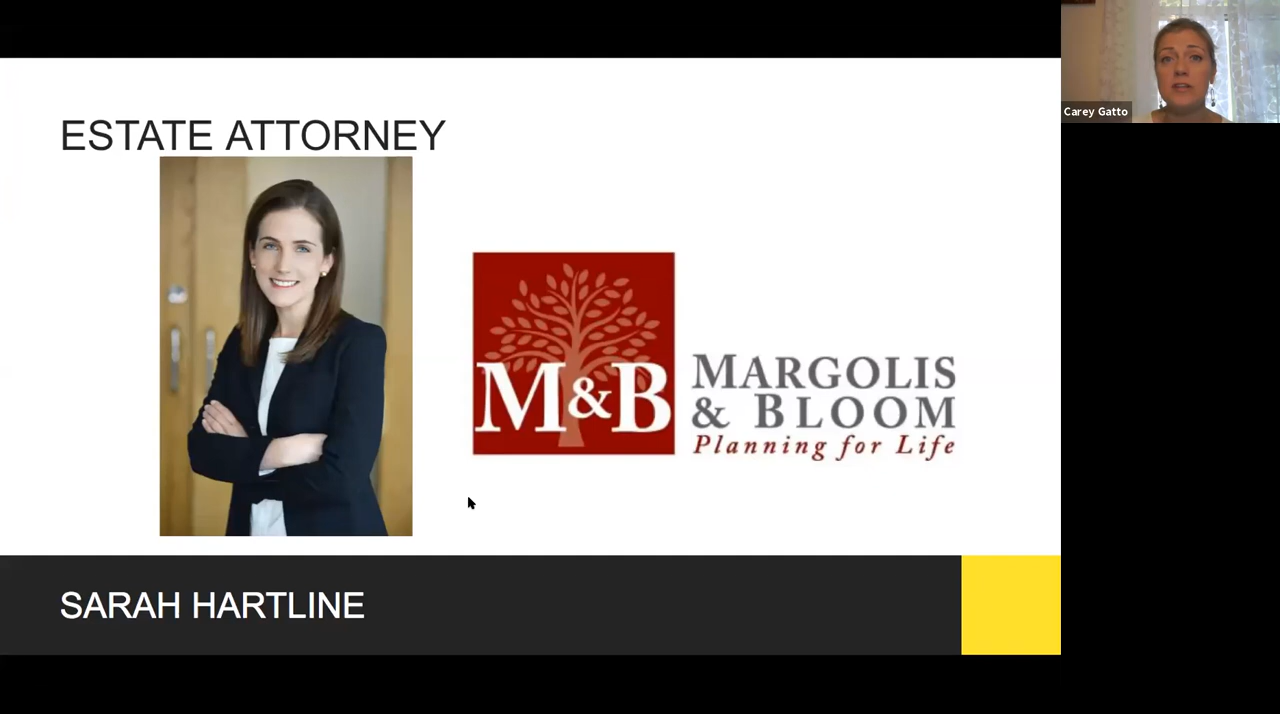 ESTATE ATTORNEY
M&B
MARGOLIS
& BLOOM
Planning for Life
SARAH HARTLINE
Carey Gatto